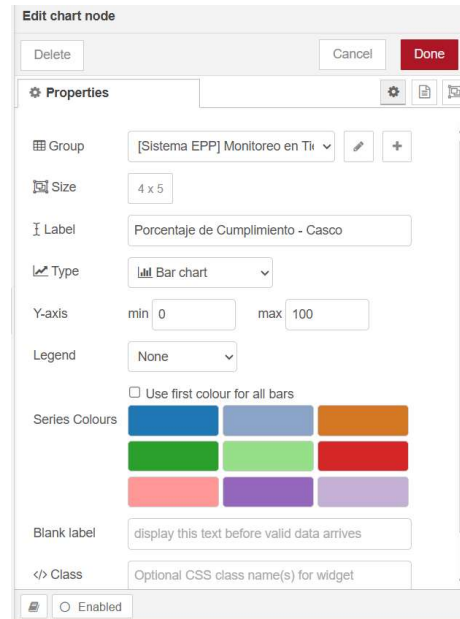 Edit chart node
Delete
Cancel
Done
Properties
Group
[Sistema EPP] Monitoreo en Ti
Size
4 x 5
Label
Porcentaje de Cumplimiento - Casco
Type
Bar chart
Y-axis
min 0
max 100
Legend
None
Use first colour for all bars
Series Colours
Blank label
display this text before valid data arrives
</> Class
Optional CSS class name(s) for widget
Enabled